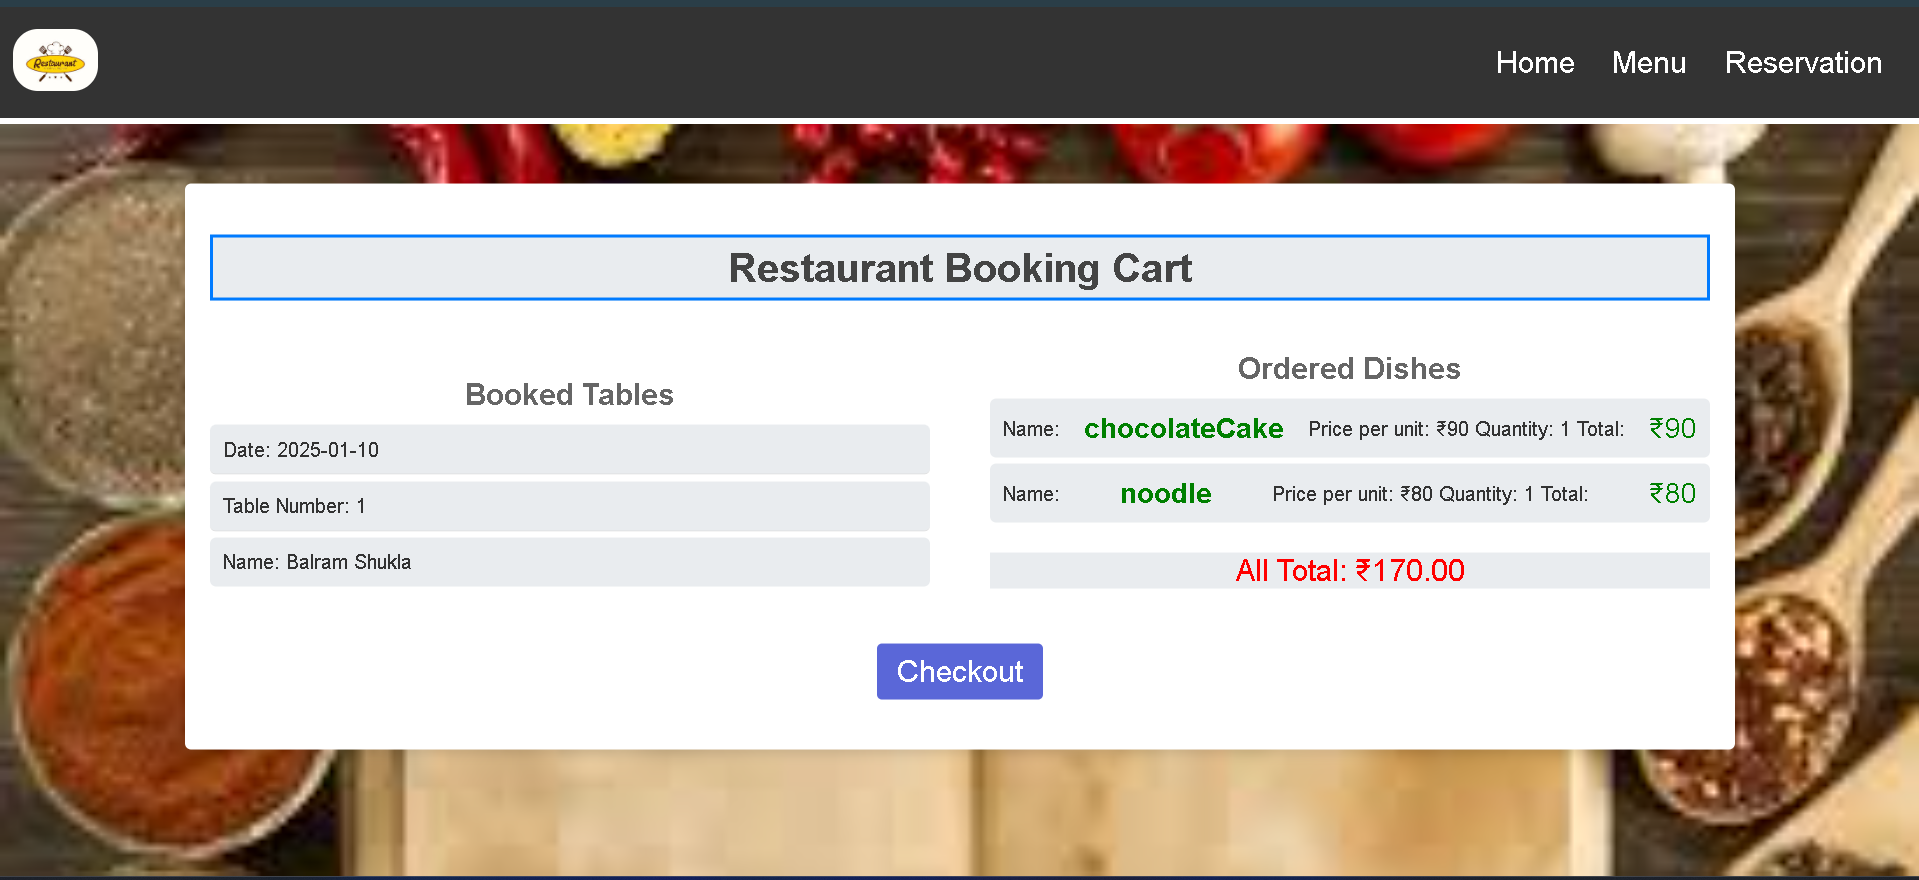 Restaurant
Home Menu Reservation
Restaurant Booking Cart
Booked Tables
Date: 2025-01-10
Table Number: 1
Name: Balram Shukla
Ordered Dishes
Name: chocolateCake Price per unit: ₹90 Quantity: 1 Total: ₹90
Name: noodle Price per unit: ₹80 Quantity: 1 Total: ₹80
All Total: ₹170.00
Checkout